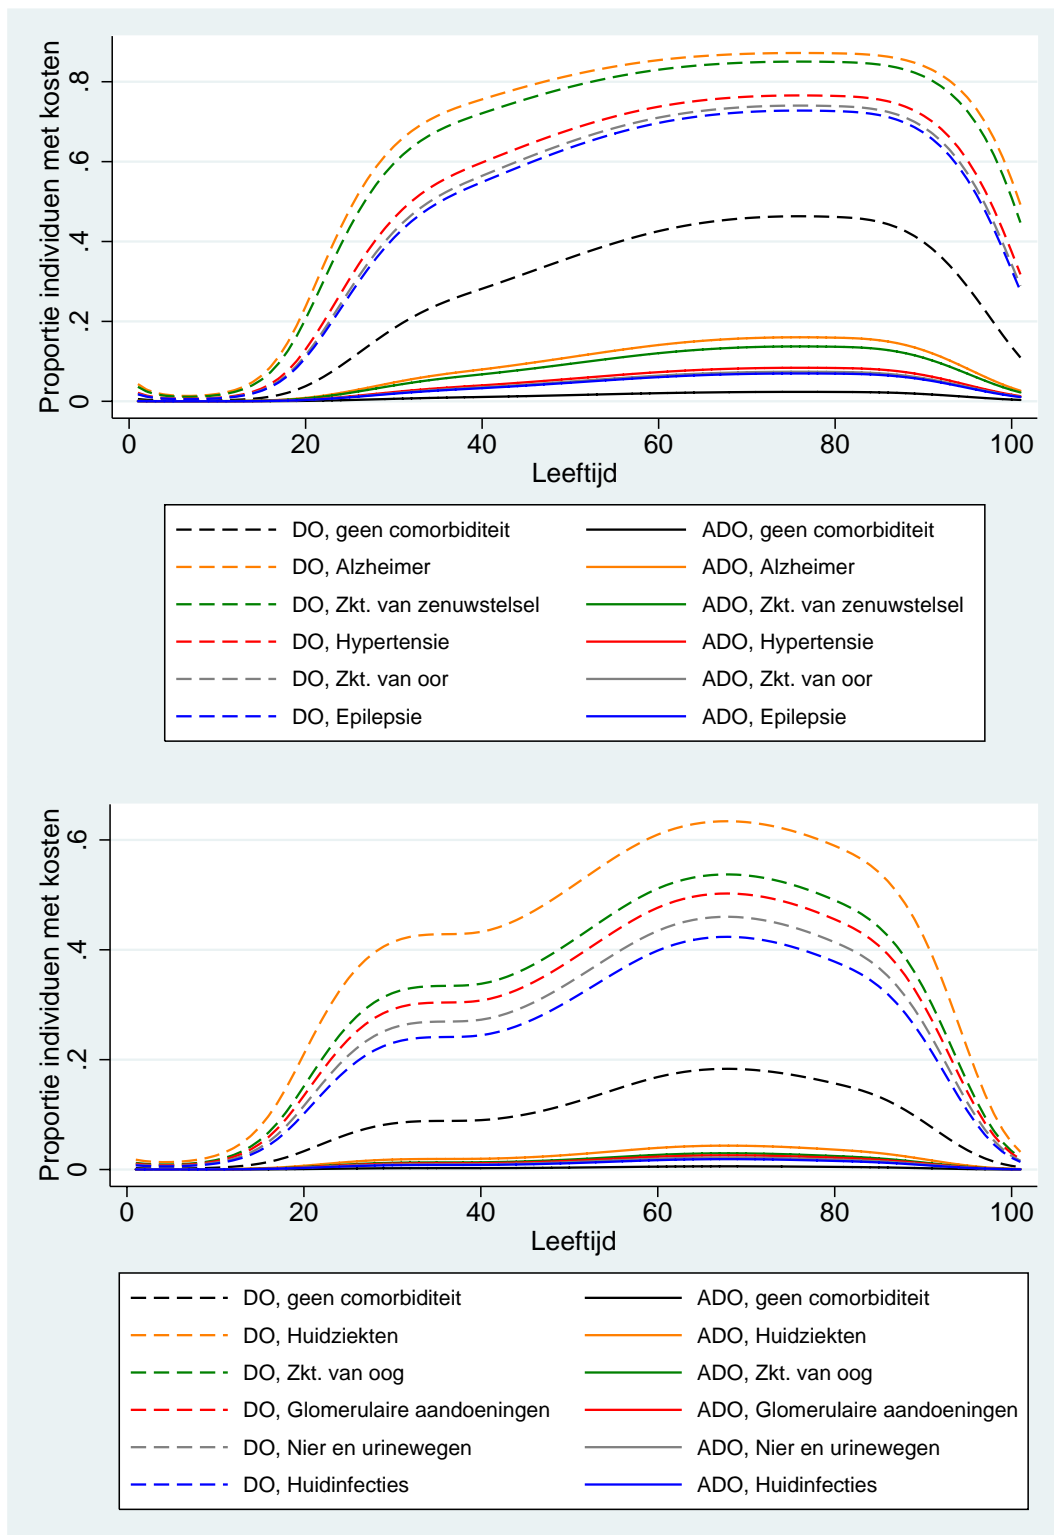 Proportie individuen met kosten
.8
.6
.4
.2
0
0 20 40 60 80 100
Leeftijd
DO, geen comorbiditeit ADO, geen comorbiditeit
DO, Alzheimer ADO, Alzheimer
DO, Zkt. van zenuwstelsel ADO, Zkt. van zenuwstelsel
DO, Hypertensie ADO, Hypertensie
DO, Zkt. van oor ADO, Zkt. van oor
DO, Epilepsie ADO, Epilepsie
Proportie individuen met kosten
.6
.4
.2
0
0 20 40 60 80 100
Leeftijd
DO, geen comorbiditeit ADO, geen comorbiditeit
DO, Huidziekten ADO, Huidziekten
DO, Zkt. van oog ADO, Zkt. van oog
DO, Glomerulaire aandoeningen ADO, Glomerulaire aandoeningen
DO, Nier en urinewegen ADO, Nier en urinewegen
DO, Huidinfecties ADO, Huidinfecties